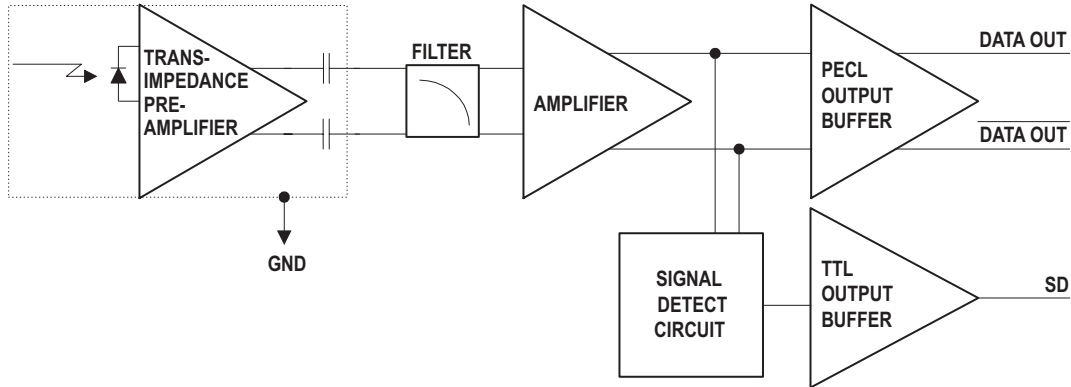 TRANS-
IMPEDANCE
PRE-
AMPLIFIER
FILTER
GND
AMPLIFIER
PECL
OUTPUT
BUFFER
DATA OUT
DATA OUT
SIGNAL
DETECT
CIRCUIT
TTL
OUTPUT
BUFFER
SD